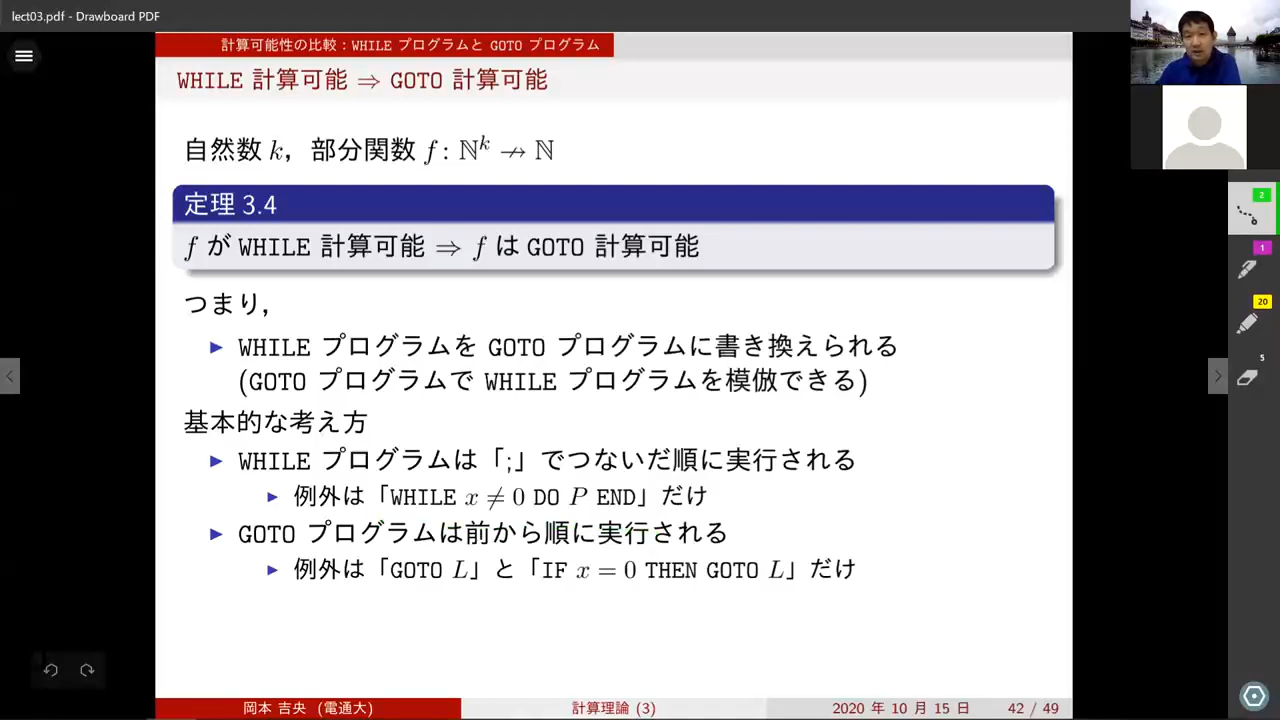 lect03.pdf - Drawboard PDF
計算可能性の比較：WHILE プログラムと GOTO プログラム
WHILE 計算可能 ⇒ GOTO 計算可能
自然数 k，部分関数 f : ℕᵏ ⇸ ℕ
定理 3.4
f が WHILE 計算可能 ⇒ f は GOTO 計算可能
つまり，
▶ WHILE プログラムを GOTO プログラムに書き換えられる
(GOTO プログラムで WHILE プログラムを模倣できる)
基本的な考え方
▶ WHILE プログラムは「;」でつないだ順に実行される
▶ 例外は「WHILE x ≠ 0 DO P END」だけ
▶ GOTO プログラムは前から順に実行される
▶ 例外は「GOTO L」と「IF x = 0 THEN GOTO L」だけ
岡本 吉央 (電通大)
計算理論 (3)
2020 年 10 月 15 日
42 / 49
2
1
20
5